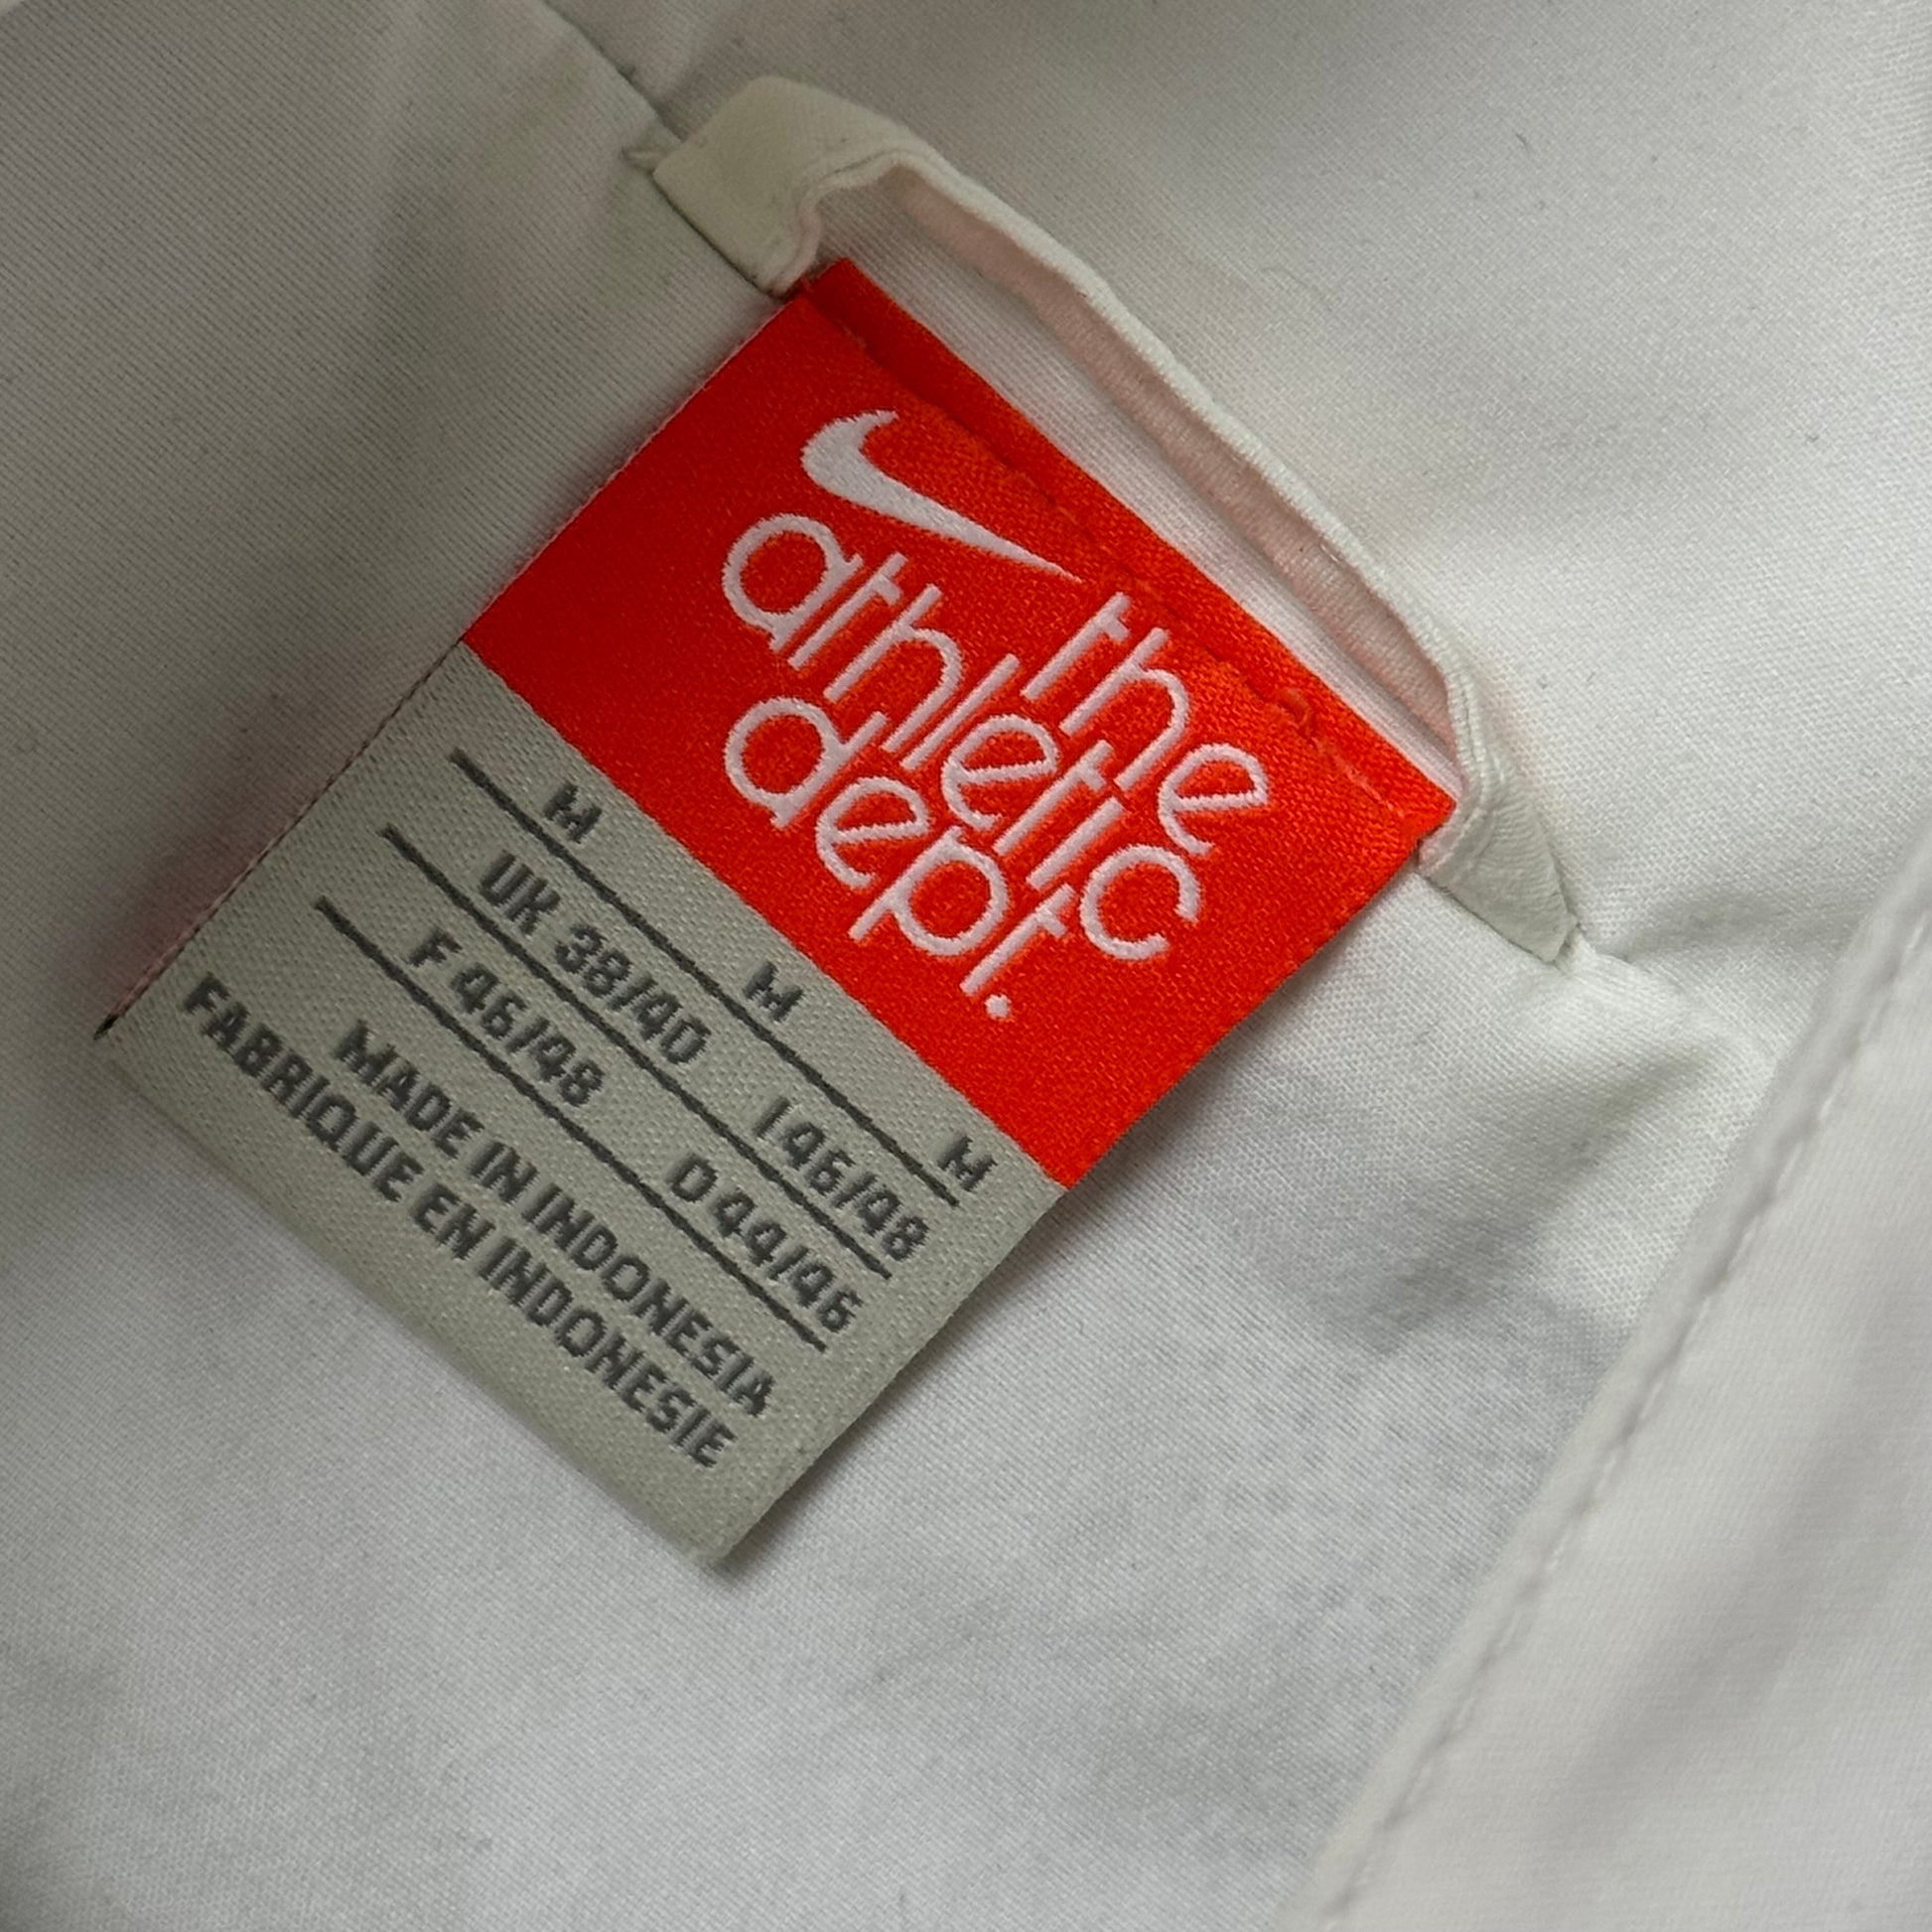 the
athletic
dept.
M M M
UK 38/40 I 46/48
F 46/48 D 44/46
MADE IN INDONESIA
FABRIQUE EN INDONESIE